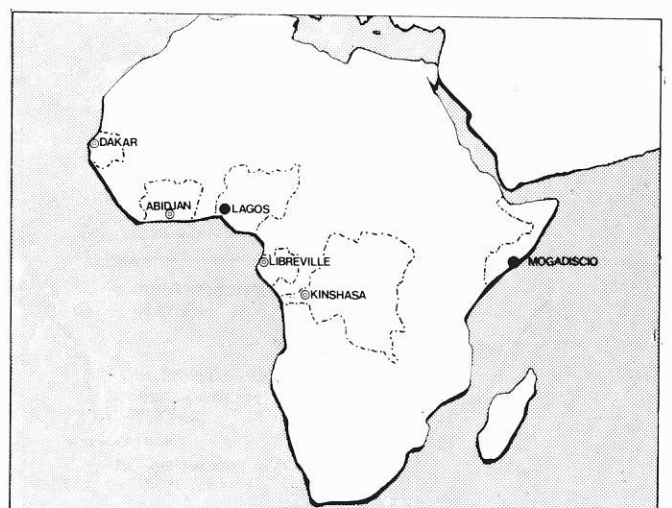 DAKAR
ABIDJAN
LAGOS
LIBREVILLE
MOGADISCIO
KINSHASA